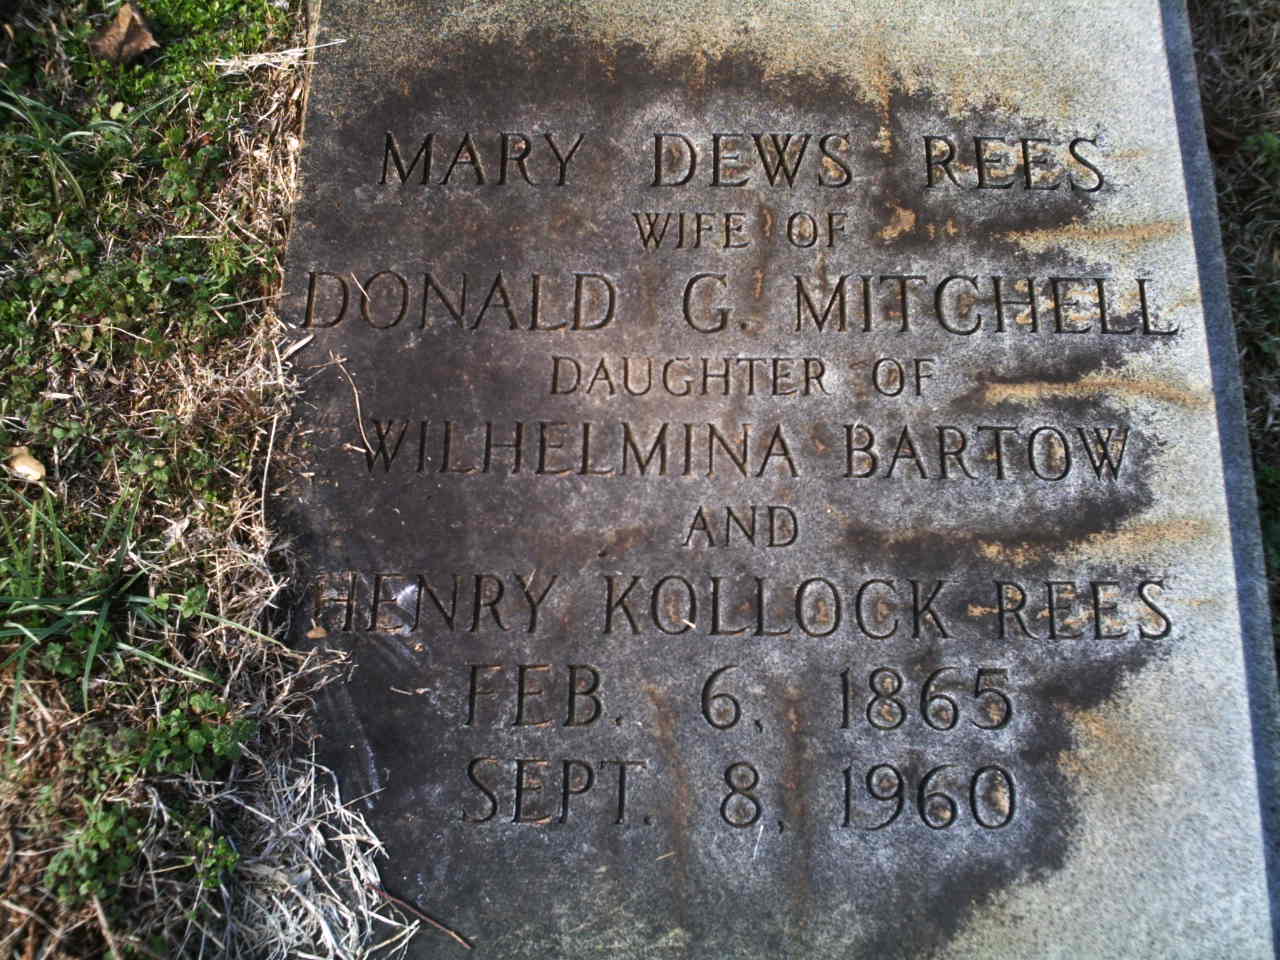 MARY DEWS REES
WIFE OF
DONALD G. MITCHELL
DAUGHTER OF
WILHELMINA BARTOW
AND
HENRY KOLLOCK REES
FEB. 6, 1865
SEPT. 8, 1960